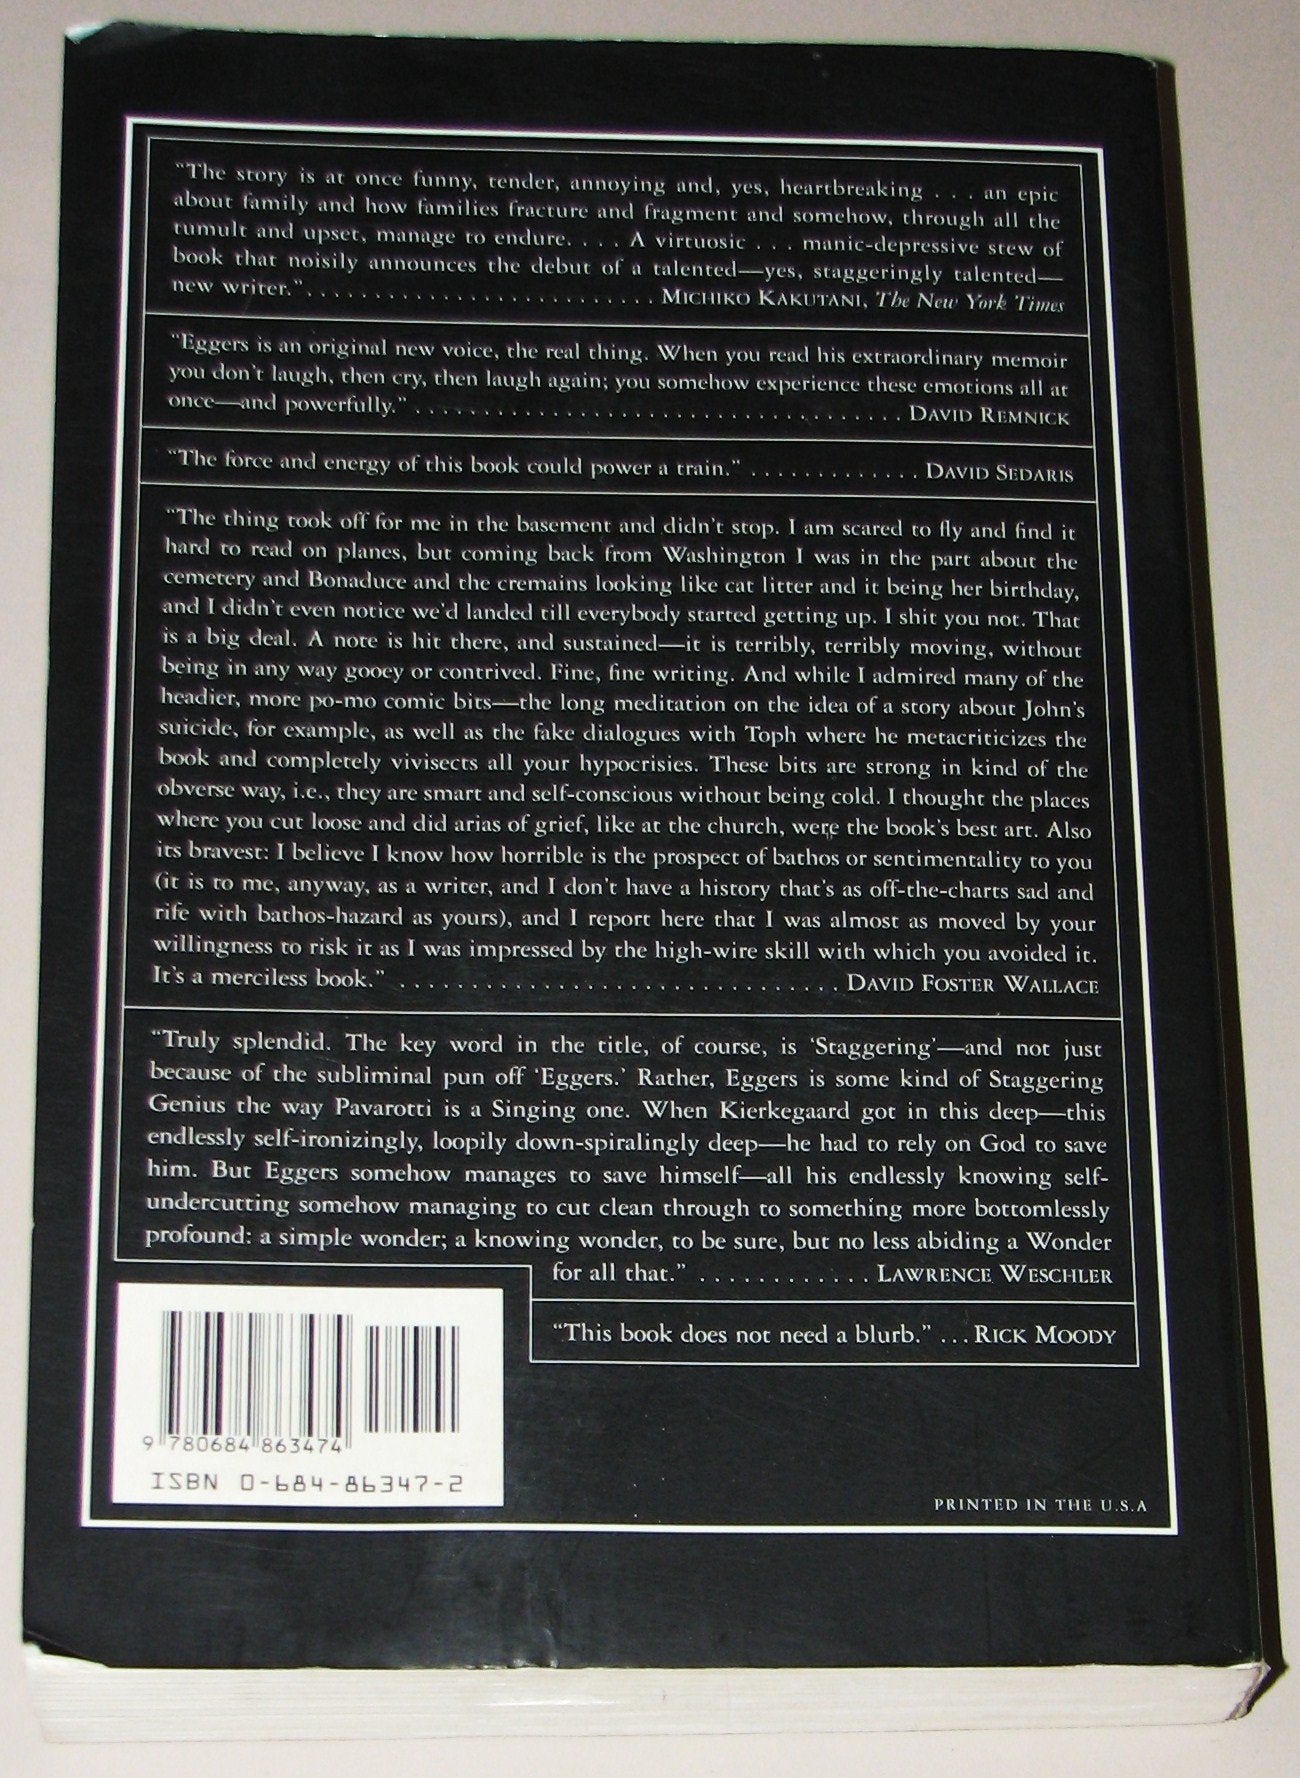 “The story is at once funny, tender, annoying and, yes, heartbreaking . . . an epic
about family and how families fracture and fragment and somehow, through all the
tumult and upset, manage to endure. . . . A virtuosic . . . manic-depressive stew of
book that noisily announces the debut of a talented—yes, staggeringly talented—
new writer.”. . . . . . . . . . . . . . . . . . . . . . . . . . MICHIKO KAKUTANI, The New York Times
“Eggers is an original new voice, the real thing. When you read his extraordinary memoir
you don’t laugh, then cry, then laugh again; you somehow experience these emotions all at
once—and powerfully.” . . . . . . . . . . . . . . . . . . . . . . . . . . . . . . . . . . . . DAVID REMNICK
“The force and energy of this book could power a train.” . . . . . . . . . . . . . DAVID SEDARIS
“The thing took off for me in the basement and didn’t stop. I am scared to fly and find it
hard to read on planes, but coming back from Washington I was in the part about the
cemetery and Bonaduce and the cremains looking like cat litter and it being her birthday,
and I didn’t even notice we’d landed till everybody started getting up. I shit you not. That
is a big deal. A note is hit there, and sustained—it is terribly, terribly moving, without
being in any way gooey or contrived. Fine, fine writing. And while I admired many of the
headier, more po-mo comic bits—the long meditation on the idea of a story about John’s
suicide, for example, as well as the fake dialogues with Toph where he metacriticizes the
book and completely vivisects all your hypocrisies. These bits are strong in kind of the
obverse way, i.e., they are smart and self-conscious without being cold. I thought the places
where you cut loose and did arias of grief, like at the church, were the book’s best art. Also
its bravest: I believe I know how horrible is the prospect of bathos or sentimentality to you
(it is to me, anyway, as a writer, and I don’t have a history that’s as off-the-charts sad and
rife with bathos-hazard as yours), and I report here that I was almost as moved by your
willingness to risk it as I was impressed by the high-wire skill with which you avoided it.
It’s a merciless book.” . . . . . . . . . . . . . . . . . . . . . . . . . . . . . . . DAVID FOSTER WALLACE
“Truly splendid. The key word in the title, of course, is ‘Staggering’—and not just
because of the subliminal pun off ‘Eggers.’ Rather, Eggers is some kind of Staggering
Genius the way Pavarotti is a Singing one. When Kierkegaard got in this deep—this
endlessly self-ironizingly, loopily down-spiralingly deep—he had to rely on God to save
him. But Eggers somehow manages to save himself—all his endlessly knowing self-
undercutting somehow managing to cut clean through to something more bottomlessly
profound: a simple wonder; a knowing wonder, to be sure, but no less abiding a Wonder
for all that.” . . . . . . . . . . . . . LAWRENCE WESCHLER
“This book does not need a blurb.” . . . RICK MOODY
9 780684 863474
ISBN 0-684-86347-2
PRINTED IN THE U.S.A